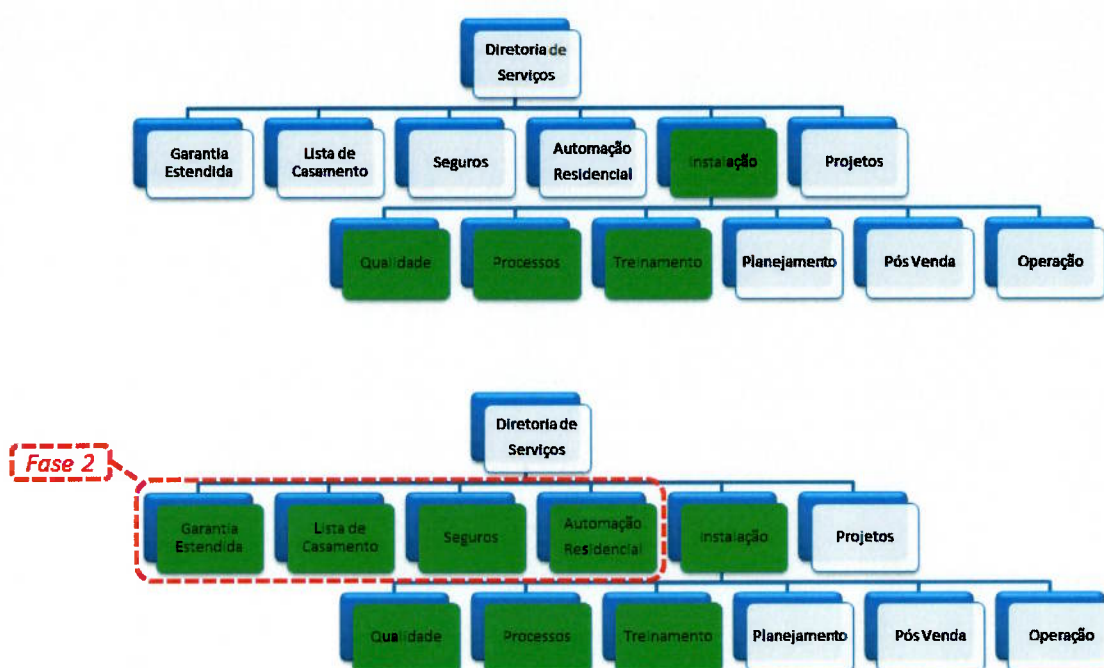 Diretoria de
Serviços
Garantia
Estendida
Lista de
Casamento
Seguros
Automação
Residencial
Instalação
Projetos
Qualidade
Processos
Treinamento
Planejamento
Pós Venda
Operação
Diretoria de
Serviços
Fase 2
Garantia
Estendida
Lista de
Casamento
Seguros
Automação
Residencial
Instalação
Projetos
Qualidade
Processos
Treinamento
Planejamento
Pós Venda
Operação